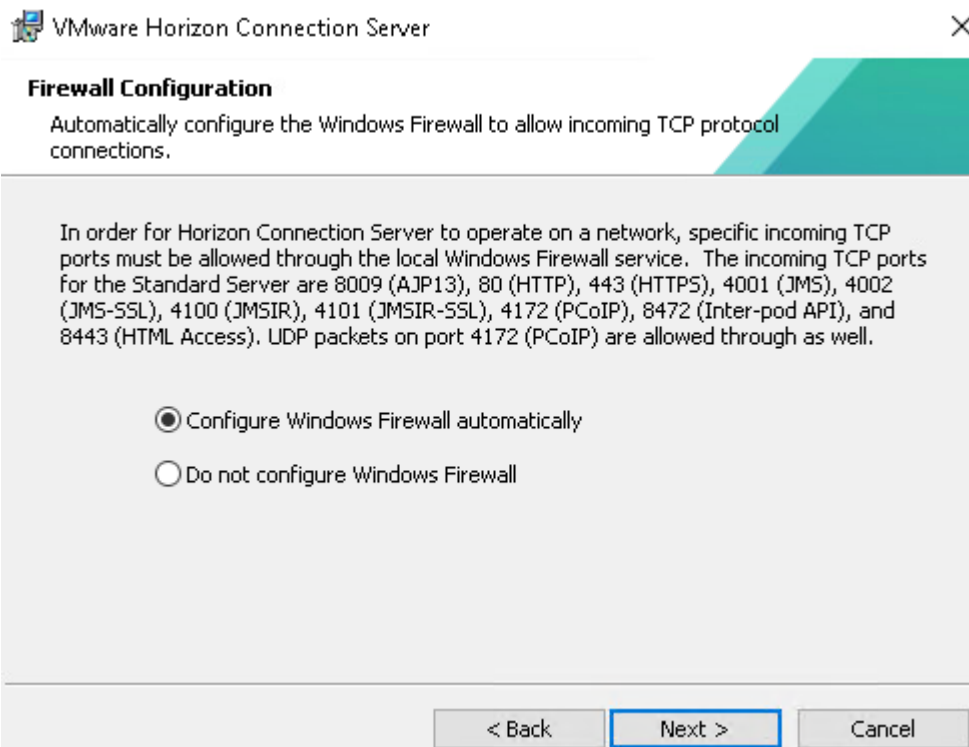 VMware Horizon Connection Server
Firewall Configuration
Automatically configure the Windows Firewall to allow incoming TCP protocol
connections.
In order for Horizon Connection Server to operate on a network, specific incoming TCP
ports must be allowed through the local Windows Firewall service.  The incoming TCP ports
for the Standard Server are 8009 (AJP13), 80 (HTTP), 443 (HTTPS), 4001 (JMS), 4002
(JMS-SSL), 4100 (JMSIR), 4101 (JMSIR-SSL), 4172 (PCoIP), 8472 (Inter-pod API), and
8443 (HTML Access). UDP packets on port 4172 (PCoIP) are allowed through as well.
Configure Windows Firewall automatically
Do not configure Windows Firewall
< Back
Next >
Cancel